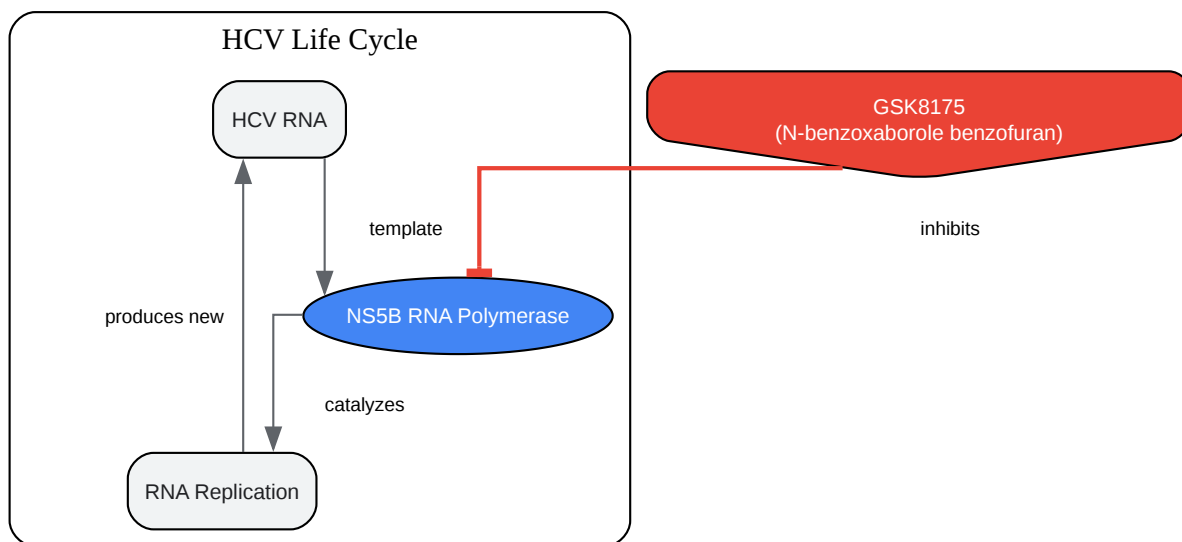 HCV Life Cycle
HCV RNA
GSK8175
(N-benzoxaborole benzofuran)
template
inhibits
produces new
NS5B RNA Polymerase
catalyzes
RNA Replication